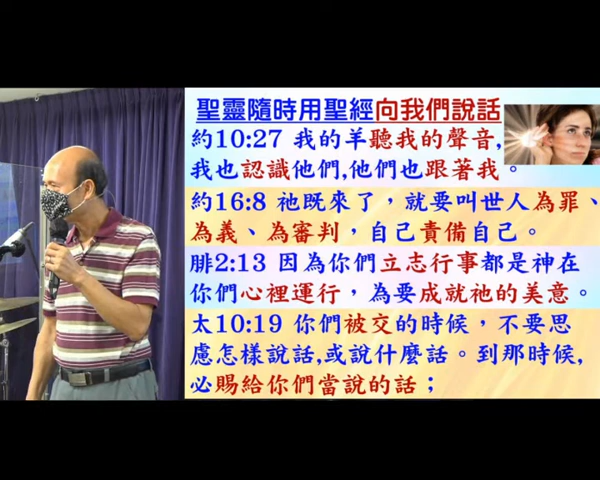 聖靈隨時用聖經向我們說話
約10:27 我的羊聽我的聲音,
我也認識他們,他們也跟著我。
約16:8 祂既來了，就要叫世人為罪、
為義、為審判，自己責備自己。
腓2:13 因為你們立志行事都是神在
你們心裡運行，為要成就祂的美意。
太10:19 你們被交的時候，不要思
慮怎樣說話,或說什麼話。到那時候,
必賜給你們當說的話；